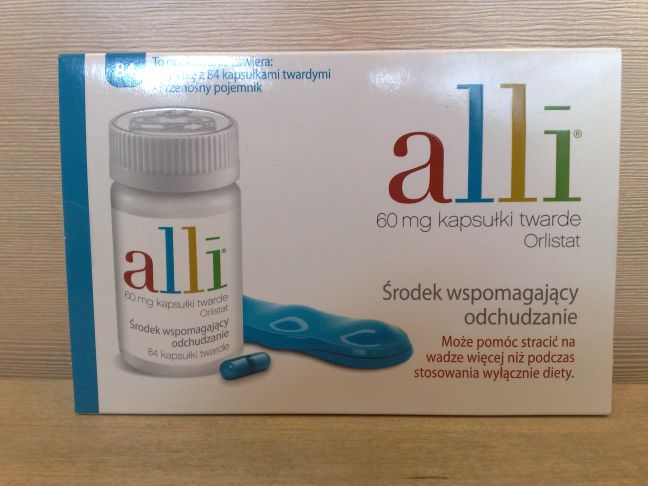 84
To opakowanie zawiera:
z 84 kapsułkami twardymi
przenośny pojemnik
alli®
60 mg kapsułki twarde
Orlistat
Środek wspomagający
odchudzanie
Może pomóc stracić na
wadze więcej niż podczas
stosowania wyłącznie diety.
alli®
60 mg kapsułki twarde
Orlistat
Środek wspomagający
odchudzanie
84 kapsułki twarde